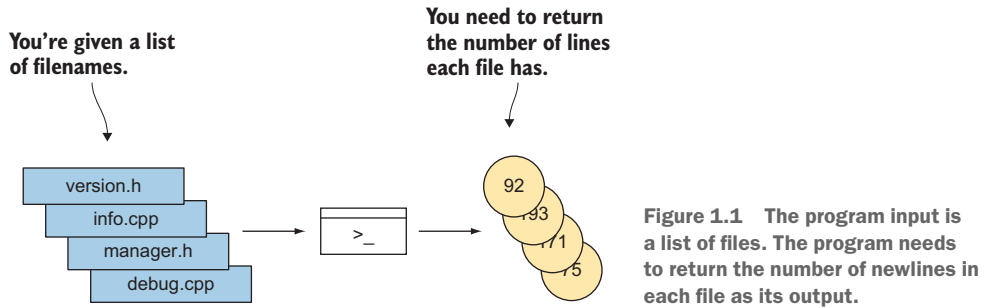 You're given a list
of filenames.
You need to return
the number of lines
each file has.
version.h
info.cpp
manager.h
debug.cpp
>_
92
93
71
75
Figure 1.1 The program input is
a list of files. The program needs
to return the number of newlines in
each file as its output.